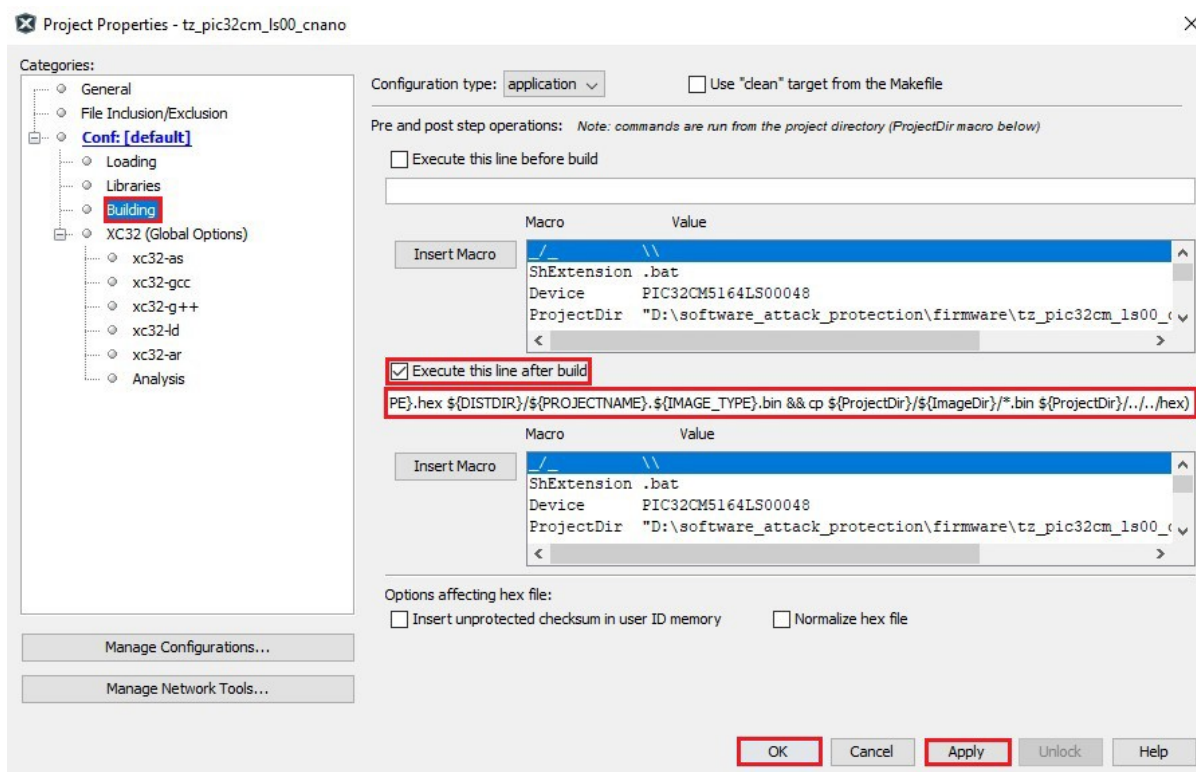 Project Properties - tz_pic32cm_ls00_cnano
Categories:
General
File Inclusion/Exclusion
Conf: [default]
Loading
Libraries
Building
XC32 (Global Options)
xc32-as
xc32-gcc
xc32-g++
xc32-ld
xc32-ar
Analysis
Manage Configurations...
Manage Network Tools...
Configuration type: application
Use "clean" target from the Makefile
Pre and post step operations: Note: commands are run from the project directory (ProjectDir macro below)
Execute this line before build
Macro Value
Insert Macro
_/_ \\
ShExtension .bat
Device PIC32CM5164LS00048
ProjectDir "D:\software_attack_protection\firmware\tz_pic32cm_ls00_
Execute this line after build
PE}.hex ${DISTDIR}/${PROJECTNAME}.${IMAGE_TYPE}.bin && cp ${ProjectDir}/${ImageDir}/*.bin ${ProjectDir}/../../hex)
Macro Value
Insert Macro
_/_ \\
ShExtension .bat
Device PIC32CM5164LS00048
ProjectDir "D:\software_attack_protection\firmware\tz_pic32cm_ls00_
Options affecting hex file:
Insert unprotected checksum in user ID memory
Normalize hex file
OK Cancel Apply Unlock Help